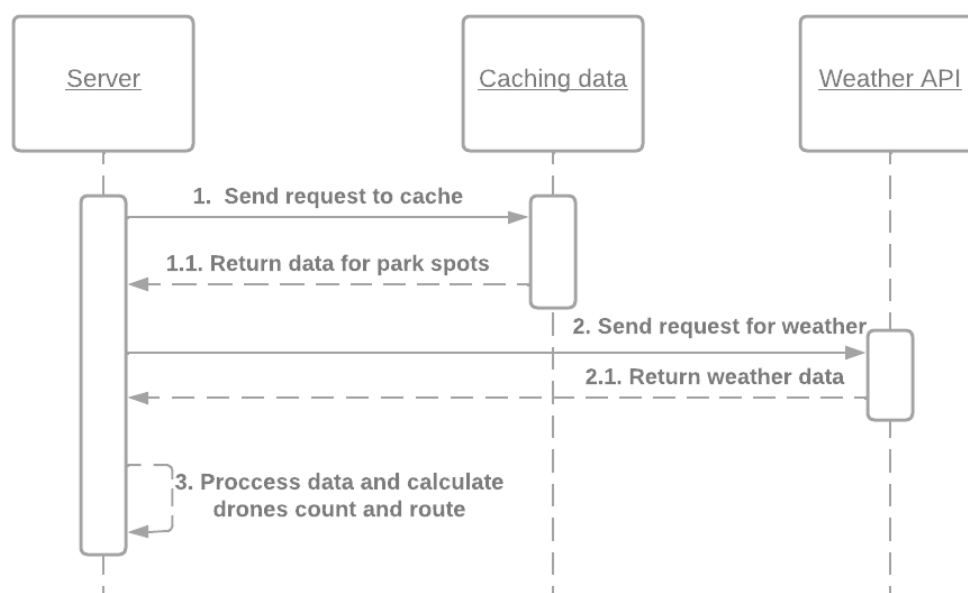 Server
Caching data
Weather API
1. Send request to cache
1.1. Return data for park spots
2. Send request for weather
2.1. Return weather data
3. Proccess data and calculate
drones count and route